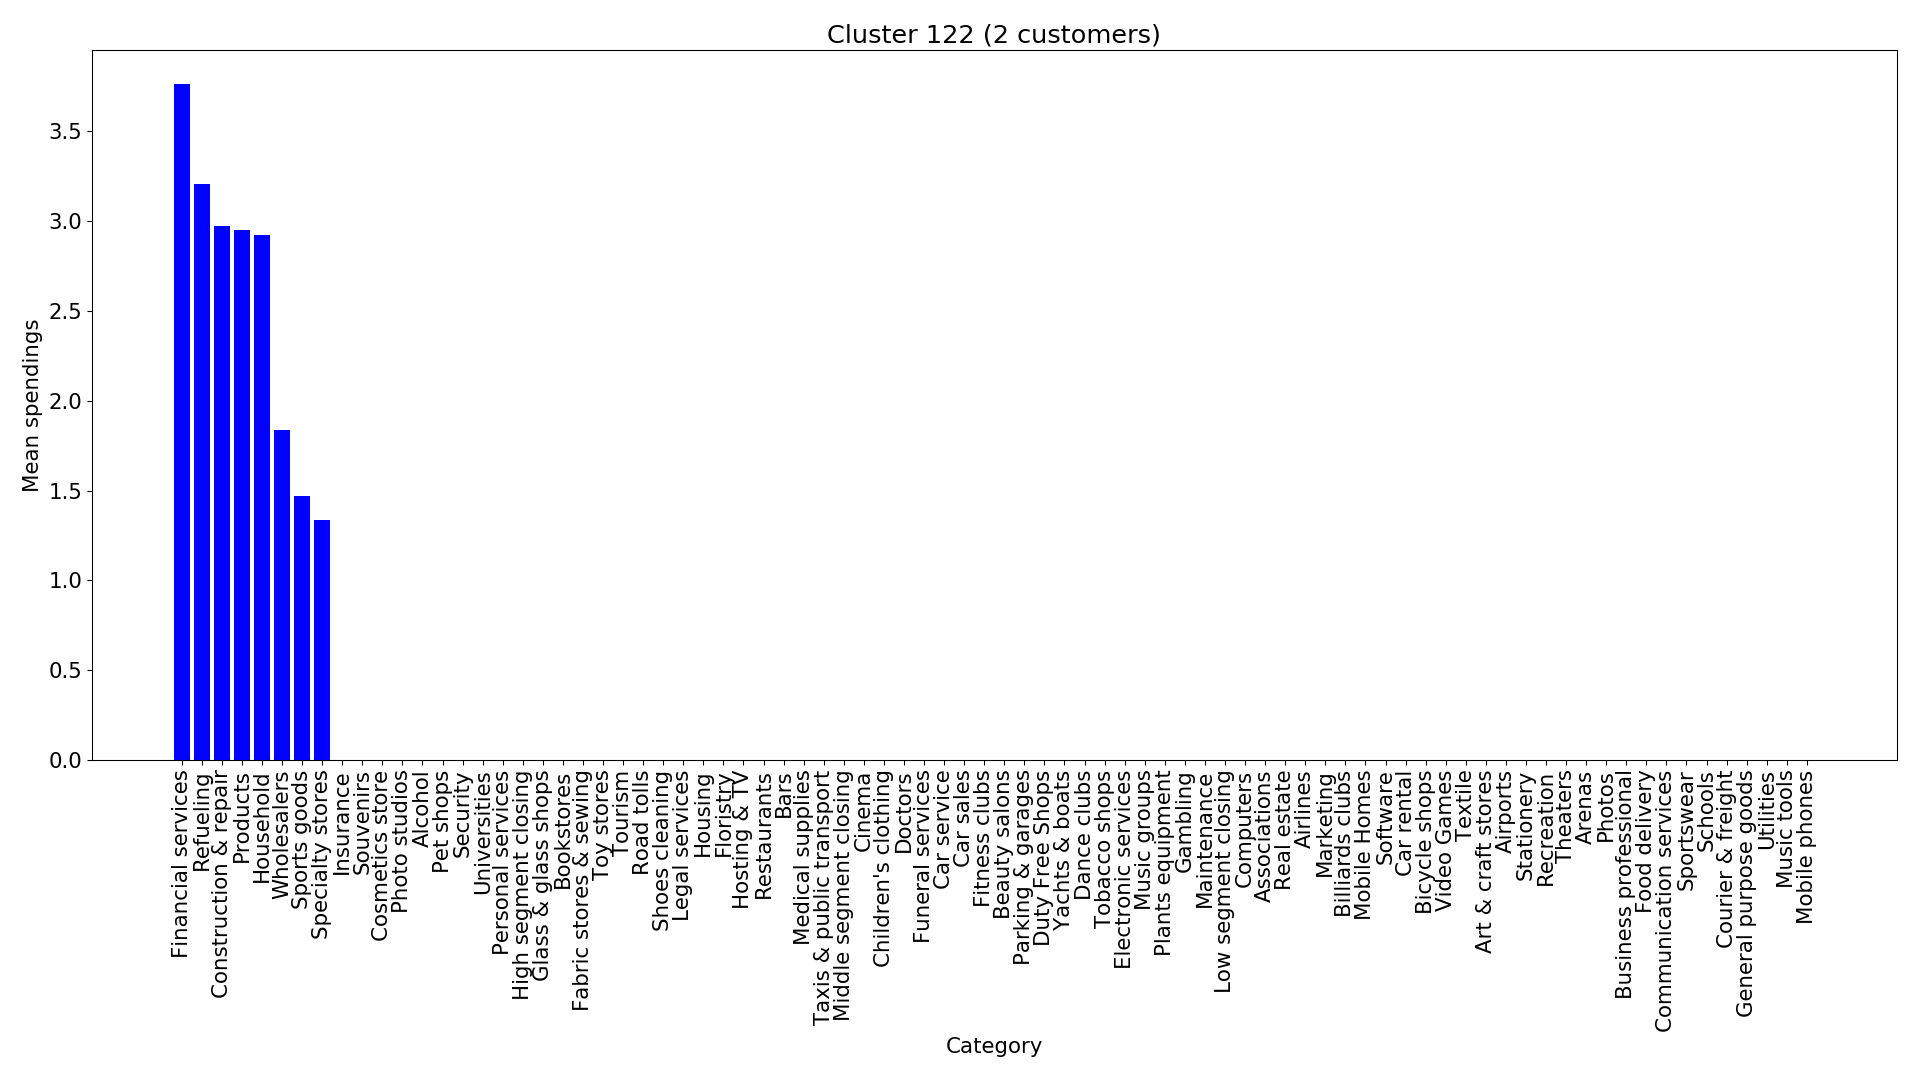 Cluster 122 (2 customers)
Mean spendings
3.5
3.0
2.5
2.0
1.5
1.0
0.5
0.0
Financial services
Refueling
Construction & repair
Products
Household
Wholesalers
Sports goods
Specialty stores
Insurance
Souvenirs
Cosmetics store
Photo studios
Alcohol
Pet shops
Security
Universities
Personal services
High segment closing
Glass & glass shops
Bookstores
Fabric stores & sewing
Toy stores
Tourism
Road tolls
Shoes cleaning
Legal services
Housing
Floristry
Hosting & TV
Restaurants
Bars
Medical supplies
Taxis & public transport
Middle segment closing
Cinema
Children's clothing
Doctors
Funeral services
Car service
Car sales
Fitness clubs
Beauty salons
Parking & garages
Duty Free Shops
Yachts & boats
Dance clubs
Tobacco shops
Electronic services
Music groups
Plants equipment
Gambling
Maintenance
Low segment closing
Computers
Associations
Real estate
Airlines
Marketing
Billiards clubs
Mobile Homes
Software
Car rental
Bicycle shops
Video Games
Textile
Art & craft stores
Airports
Stationery
Recreation
Theaters
Arenas
Photos
Business professional
Food delivery
Communication services
Sportswear
Schools
Courier & freight
General purpose goods
Utilities
Music tools
Mobile phones
Category